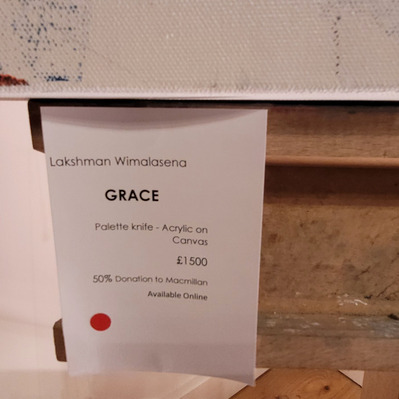 Lakshman Wimalasena
GRACE
Palette knife - Acrylic on
Canvas
£1500
50% Donation to Macmillan
Available Online